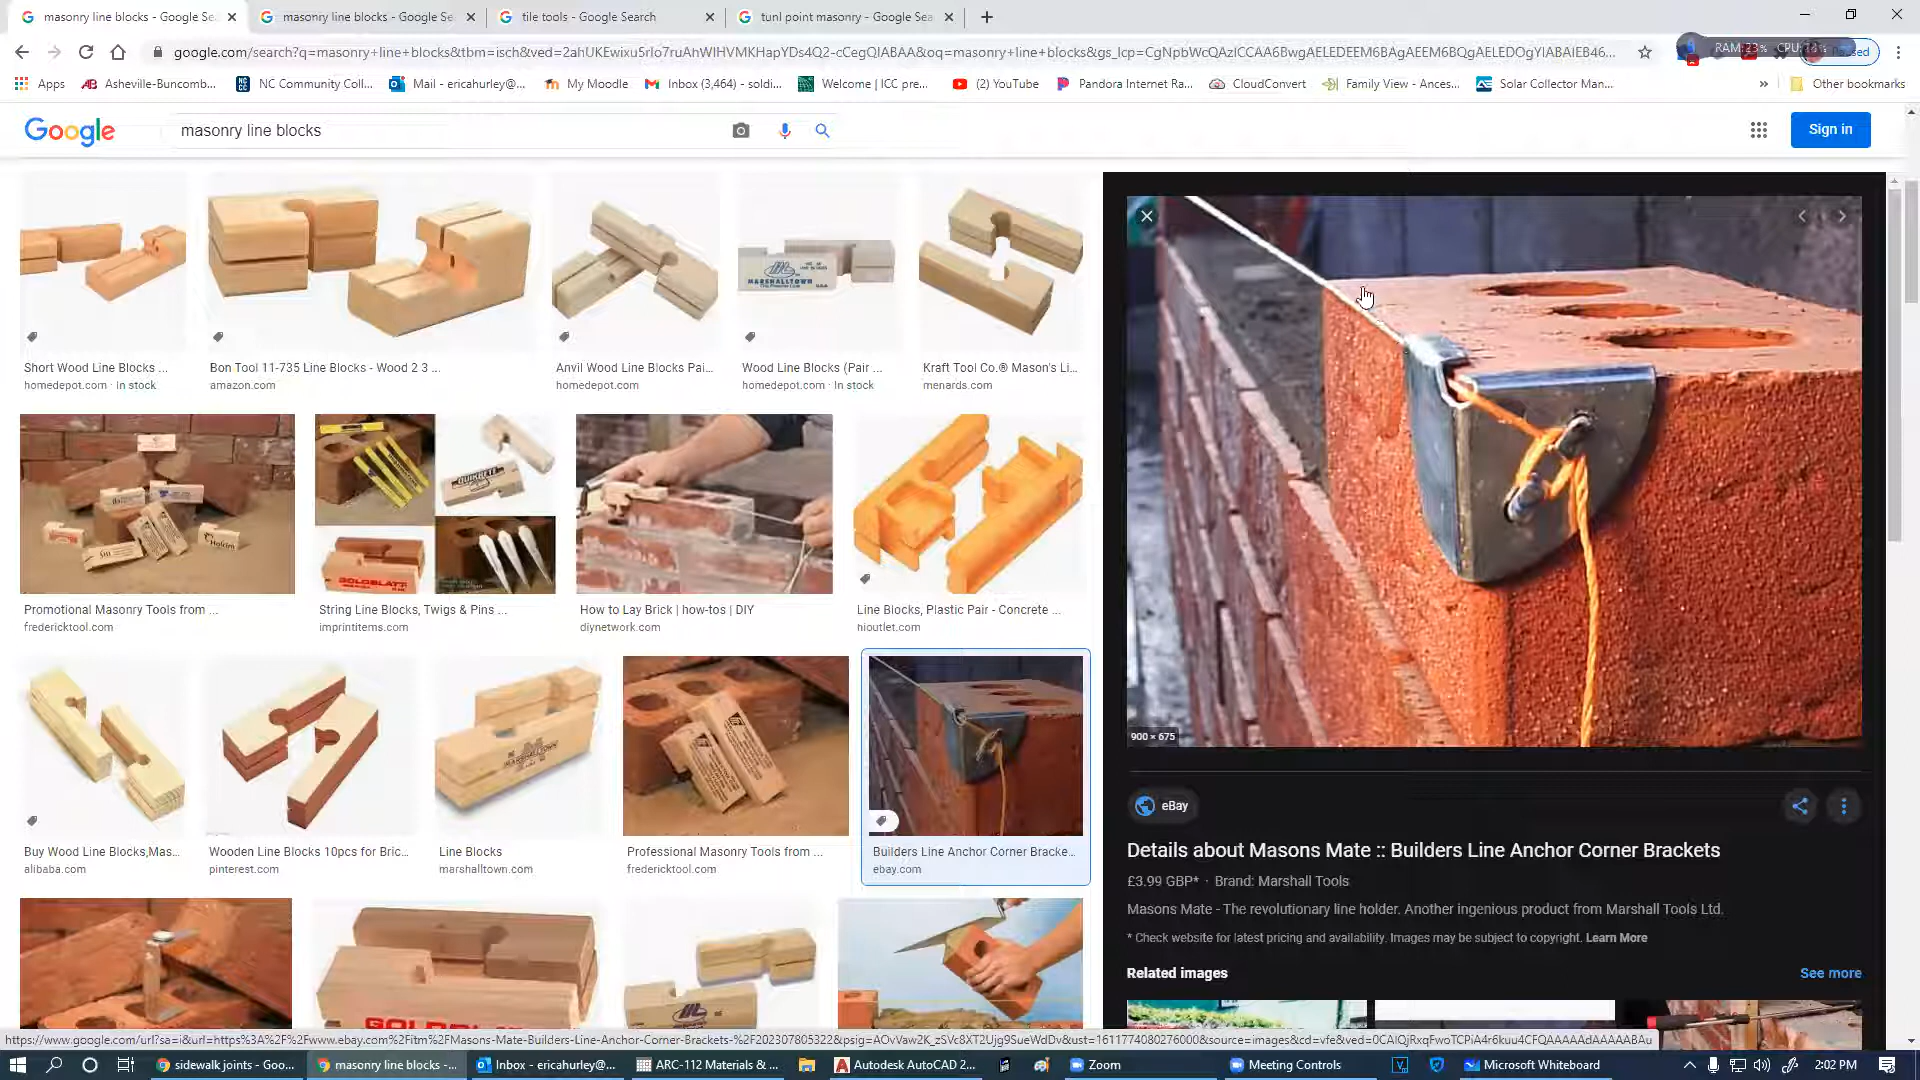 masonry line blocks - Google Se
masonry line blocks - Google Se
tile tools - Google Search
tunl point masonry - Google Sea
RAM:23% CPU:
Paused
Apps
Asheville-Buncomb...
NC Community Coll...
Mail - ericahurley@...
My Moodle
Inbox (3,464) - soldi...
Welcome | ICC pre...
(2) YouTube
Pandora Internet Ra...
CloudConvert
Family View - Ances...
Solar Collector Man...
Other bookmarks
Google
masonry line blocks
Sign in
MARSHALLTOWN
Short Wood Line Blocks ...
Bon Tool 11-735 Line Blocks - Wood 2 3 ...
Anvil Wood Line Blocks Pai...
Wood Line Blocks (Pair ...
Kraft Tool Co.® Mason's Li...
homedepot.com · In stock
amazon.com
homedepot.com
homedepot.com · In stock
menards.com
QUIKRETE
GOLDBLATT
Holcim
Promotional Masonry Tools from ...
String Line Blocks, Twigs & Pins ...
How to Lay Brick | how-tos | DIY
Line Blocks, Plastic Pair - Concrete ...
fredericktool.com
imprintitems.com
diynetwork.com
hioutlet.com
MARSHALLTOWN
900 × 675
eBay
Buy Wood Line Blocks,Mas...
Wooden Line Blocks 10pcs for Bric...
Line Blocks
Professional Masonry Tools from ...
Builders Line Anchor Corner Bracke...
alibaba.com
pinterest.com
marshalltown.com
fredericktool.com
ebay.com
Details about Masons Mate :: Builders Line Anchor Corner Brackets
£3.99 GBP* · Brand: Marshall Tools
Masons Mate - The revolutionary line holder. Another ingenious product from Marshall Tools Ltd.
* Check website for latest pricing and availability. Images may be subject to copyright. Learn More
Related images
See more
GOLDBLATT
sidewalk joints - Goo...
masonry line blocks -...
Inbox - ericahurley@...
ARC-112 Materials & ...
Autodesk AutoCAD 2...
Zoom
Meeting Controls
Microsoft Whiteboard
2:02 PM